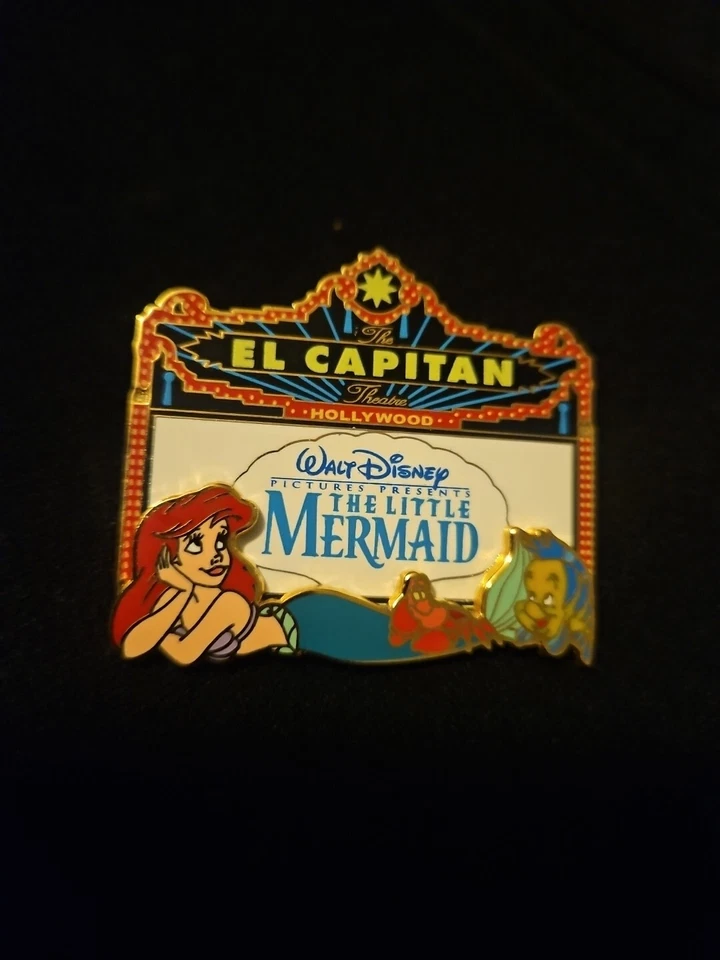 The
EL CAPITAN
Theatre
HOLLYWOOD
WALT DISNEY
PICTURES PRESENTS
THE LITTLE
MERMAID